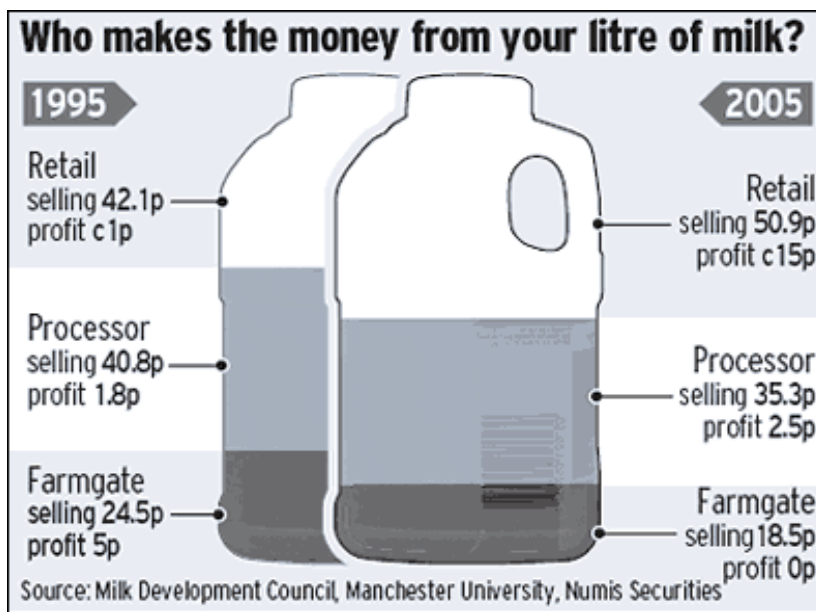 Who makes the money from your litre of milk?
1995
2005
Retail
selling 42.1p
profit c1p
Retail
selling 50.9p
profit c15p
Processor
selling 40.8p
profit 1.8p
Processor
selling 35.3p
profit 2.5p
Farmgate
selling 24.5p
profit 5p
Farmgate
selling 18.5p
profit 0p
Source: Milk Development Council, Manchester University, Numis Securities